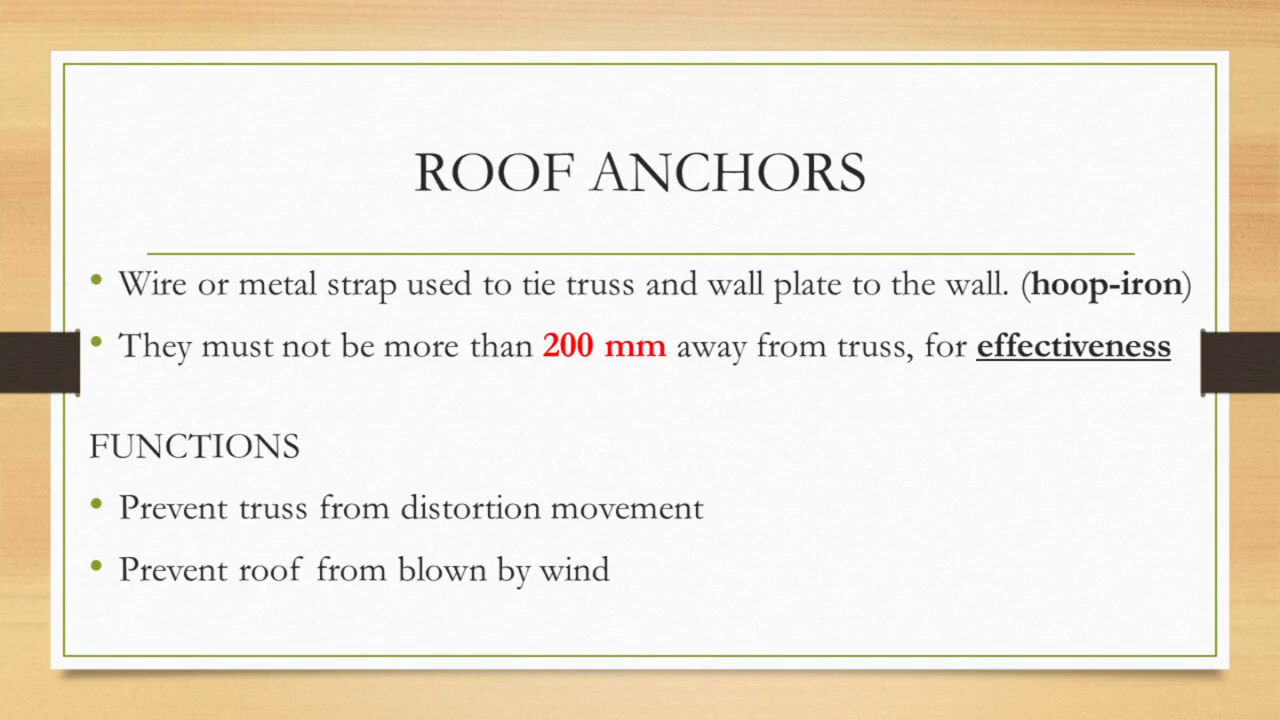 ROOF ANCHORS
• Wire or metal strap used to tie truss and wall plate to the wall. (hoop-iron)
• They must not be more than 200 mm away from truss, for effectiveness
FUNCTIONS
• Prevent truss from distortion movement
• Prevent roof from blown by wind